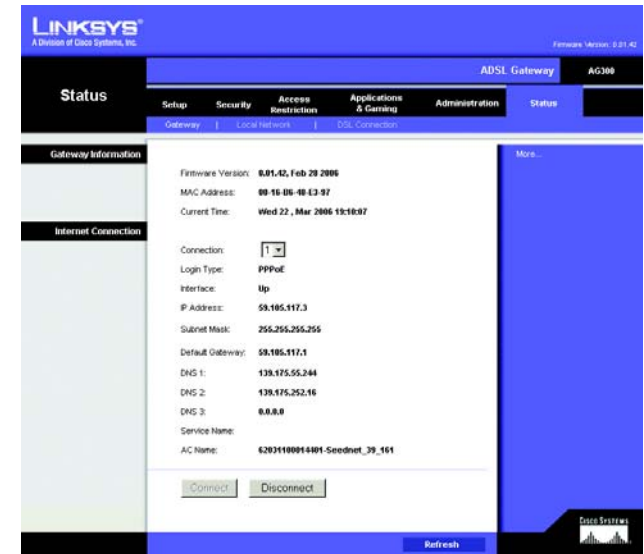 LINKSYS®
A Division of Cisco Systems, Inc.
Firmware Version: 0.01.42
ADSL Gateway AG300
Status
Setup Security Access Restriction Applications & Gaming Administration Status
Gateway | Local Network | DSL Connection
Gateway Information
More...
Firmware Version: 0.01.42, Feb 28 2006
MAC Address: 00-16-B6-40-E3-97
Current Time: Wed 22 , Mar 2006 19:10:07
Internet Connection
Connection: 1
Login Type: PPPoE
Interface: Up
IP Address: 59.105.117.3
Subnet Mask: 255.255.255.255
Default Gateway: 59.105.117.1
DNS 1: 139.175.55.244
DNS 2: 139.175.252.16
DNS 3: 0.0.0.0
Service Name:
AC Name: 62031100014401-Seednet_39_161
Connect Disconnect
Refresh
CISCO SYSTEMS